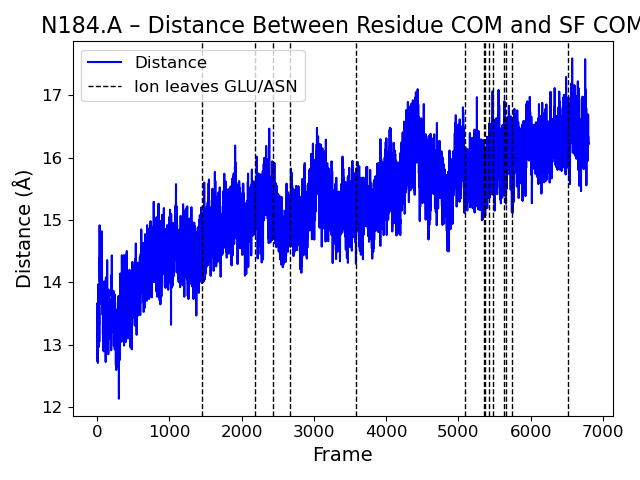 N184.A – Distance Between Residue COM and SF COM
Distance
Ion leaves GLU/ASN
Distance (Å)
17
16
15
14
13
12
0 1000 2000 3000 4000 5000 6000 7000
Frame